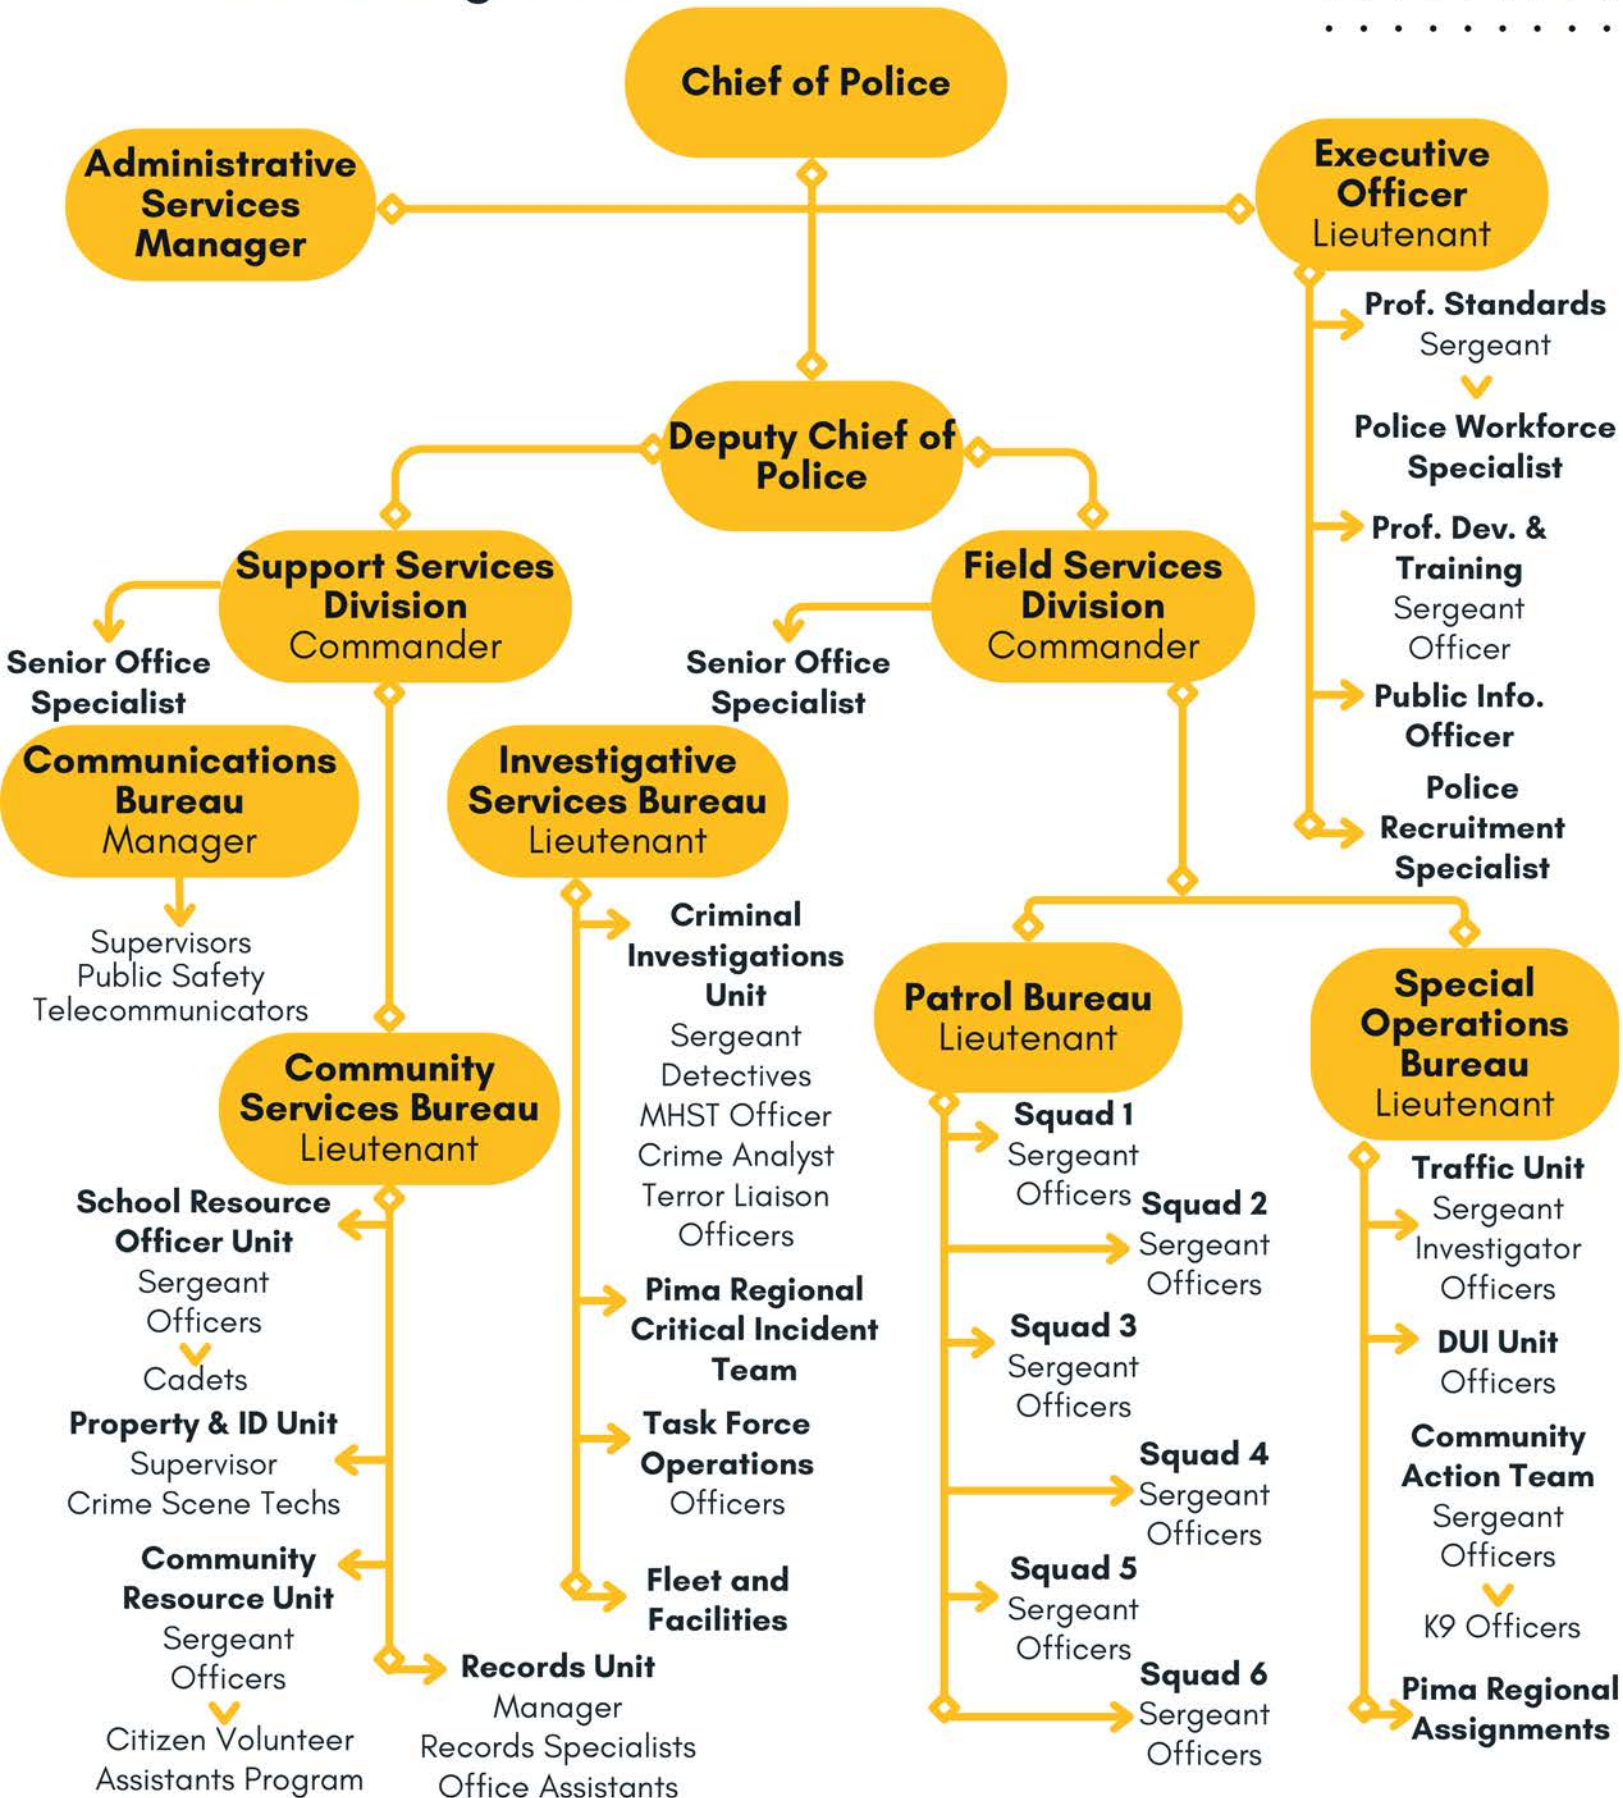 Chief of Police
Administrative
Services
Manager
Executive
Officer
Lieutenant
Prof. Standards
Sergeant
Police Workforce
Specialist
Prof. Dev. &
Training
Sergeant
Officer
Public Info.
Officer
Police
Recruitment
Specialist
Deputy Chief of
Police
Support Services
Division
Commander
Senior Office
Specialist
Field Services
Division
Commander
Senior Office
Specialist
Communications
Bureau
Manager
Supervisors
Public Safety
Telecommunicators
Investigative
Services Bureau
Lieutenant
Criminal
Investigations
Unit
Sergeant
Detectives
MHST Officer
Crime Analyst
Terror Liaison
Officers
Pima Regional
Critical Incident
Team
Task Force
Operations
Officers
Fleet and
Facilities
Community
Services Bureau
Lieutenant
School Resource
Officer Unit
Sergeant
Officers
Cadets
Property & ID Unit
Supervisor
Crime Scene Techs
Community
Resource Unit
Sergeant
Officers
Citizen Volunteer
Assistants Program
Records Unit
Manager
Records Specialists
Office Assistants
Patrol Bureau
Lieutenant
Squad 1
Sergeant
Officers
Squad 2
Sergeant
Officers
Squad 3
Sergeant
Officers
Squad 4
Sergeant
Officers
Squad 5
Sergeant
Officers
Squad 6
Sergeant
Officers
Special
Operations
Bureau
Lieutenant
Traffic Unit
Sergeant
Investigator
Officers
DUI Unit
Officers
Community
Action Team
Sergeant
Officers
K9 Officers
Pima Regional
Assignments